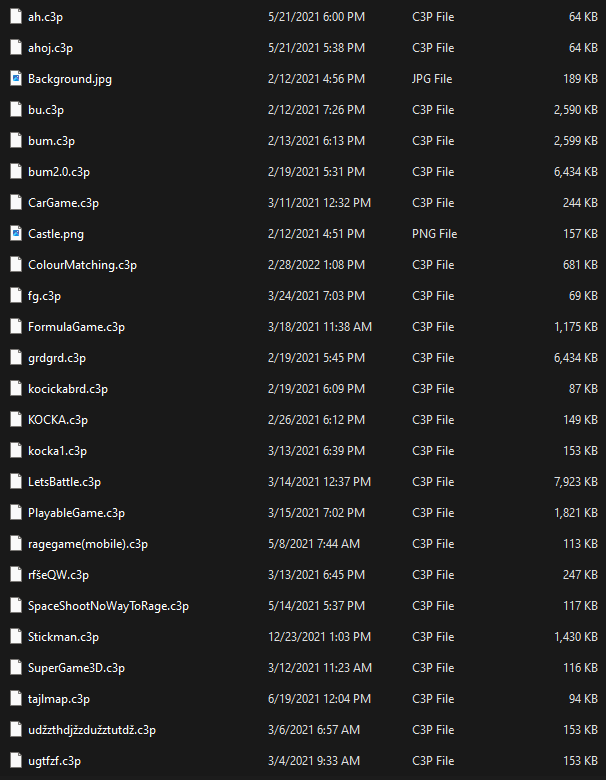 ah.c3p 5/21/2021 6:00 PM C3P File 64 KB
ahoj.c3p 5/21/2021 5:38 PM C3P File 64 KB
Background.jpg 2/12/2021 4:56 PM JPG File 189 KB
bu.c3p 2/12/2021 7:26 PM C3P File 2,590 KB
bum.c3p 2/13/2021 6:13 PM C3P File 2,599 KB
bum2.0.c3p 2/19/2021 5:31 PM C3P File 6,434 KB
CarGame.c3p 3/11/2021 12:32 PM C3P File 244 KB
Castle.png 2/12/2021 4:51 PM PNG File 157 KB
ColourMatching.c3p 2/28/2022 1:08 PM C3P File 681 KB
fg.c3p 3/24/2021 7:03 PM C3P File 69 KB
FormulaGame.c3p 3/18/2021 11:38 AM C3P File 1,175 KB
grdgrd.c3p 2/19/2021 5:45 PM C3P File 6,434 KB
kocickabrd.c3p 2/19/2021 6:09 PM C3P File 87 KB
KOCKA.c3p 2/26/2021 6:12 PM C3P File 149 KB
kocka1.c3p 3/13/2021 6:39 PM C3P File 153 KB
LetsBattle.c3p 3/14/2021 12:37 PM C3P File 7,923 KB
PlayableGame.c3p 3/15/2021 7:02 PM C3P File 1,821 KB
ragegame(mobile).c3p 5/8/2021 7:44 AM C3P File 113 KB
rfšeQW.c3p 3/13/2021 6:45 PM C3P File 247 KB
SpaceShootNoWayToRage.c3p 5/14/2021 5:37 PM C3P File 117 KB
Stickman.c3p 12/23/2021 1:03 PM C3P File 1,430 KB
SuperGame3D.c3p 3/12/2021 11:23 AM C3P File 116 KB
tajlmap.c3p 6/19/2021 12:04 PM C3P File 94 KB
udžzthdjžzdužztutdž.c3p 3/6/2021 6:57 AM C3P File 153 KB
ugtfzf.c3p 3/4/2021 9:33 AM C3P File 153 KB